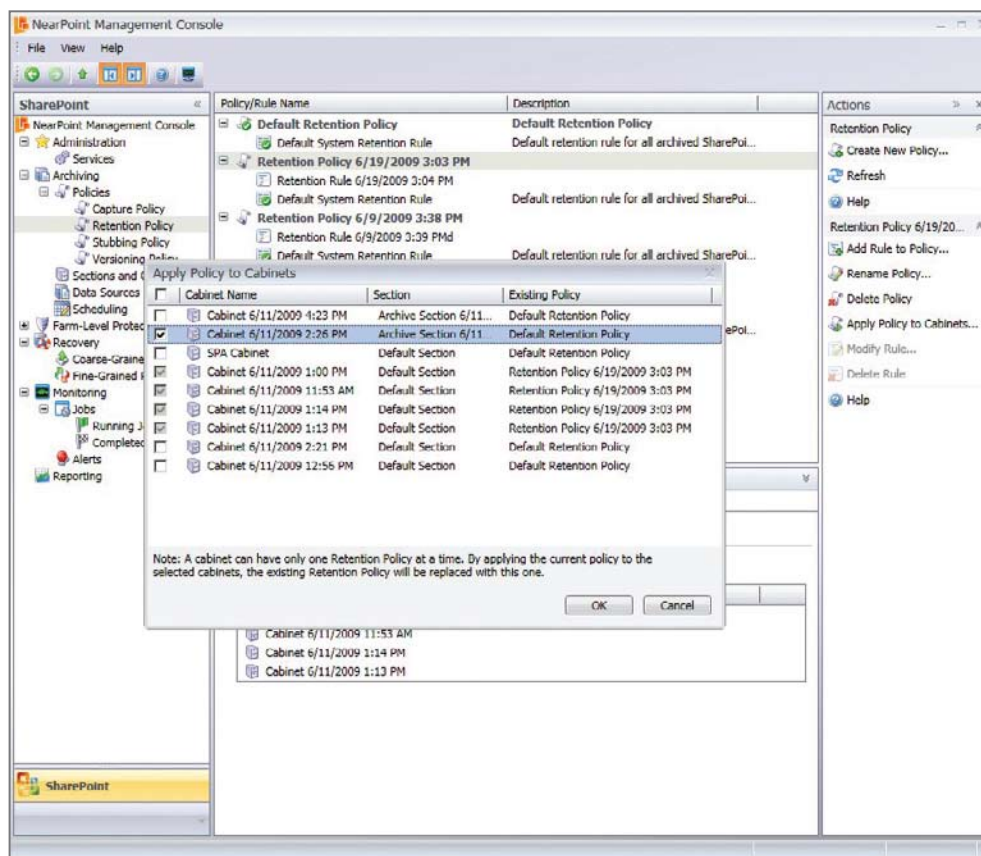 NearPoint Management Console
File View Help
SharePoint
NearPoint Management Console
Administration
Services
Archiving
Policies
Capture Policy
Retention Policy
Stubbing Policy
Versioning Policy
Sections and
Data Sources
Scheduling
Farm-Level Protec
Recovery
Coarse-Graine
Fine-Grained
Monitoring
Jobs
Running J
Completed
Alerts
Reporting
SharePoint
Policy/Rule Name Description
Default Retention Policy Default Retention Policy
Default System Retention Rule Default retention rule for all archived SharePoi...
Retention Policy 6/19/2009 3:03 PM
Retention Rule 6/19/2009 3:04 PM
Default System Retention Rule Default retention rule for all archived SharePoi...
Retention Policy 6/9/2009 3:38 PM
Retention Rule 6/9/2009 3:39 PMd
Default System Retention Rule Default retention rule for all archived SharePoi...
ePoi...
Apply Policy to Cabinets
Cabinet Name Section Existing Policy
Cabinet 6/11/2009 4:23 PM Archive Section 6/11... Default Retention Policy
Cabinet 6/11/2009 2:26 PM Archive Section 6/11... Default Retention Policy
SPA Cabinet Default Section Default Retention Policy
Cabinet 6/11/2009 1:00 PM Default Section Retention Policy 6/19/2009 3:03 PM
Cabinet 6/11/2009 11:53 AM Default Section Retention Policy 6/19/2009 3:03 PM
Cabinet 6/11/2009 1:14 PM Default Section Retention Policy 6/19/2009 3:03 PM
Cabinet 6/11/2009 1:13 PM Default Section Retention Policy 6/19/2009 3:03 PM
Cabinet 6/11/2009 2:21 PM Default Section Default Retention Policy
Cabinet 6/11/2009 12:56 PM Default Section Default Retention Policy
Note: A cabinet can have only one Retention Policy at a time. By applying the current policy to the
selected cabinets, the existing Retention Policy will be replaced with this one.
OK Cancel
Cabinet 6/11/2009 11:53 AM
Cabinet 6/11/2009 1:14 PM
Cabinet 6/11/2009 1:13 PM
Actions
Retention Policy
Create New Policy...
Refresh
Help
Retention Policy 6/19/20...
Add Rule to Policy...
Rename Policy...
Delete Policy
Apply Policy to Cabinets...
Modify Rule...
Delete Rule
Help